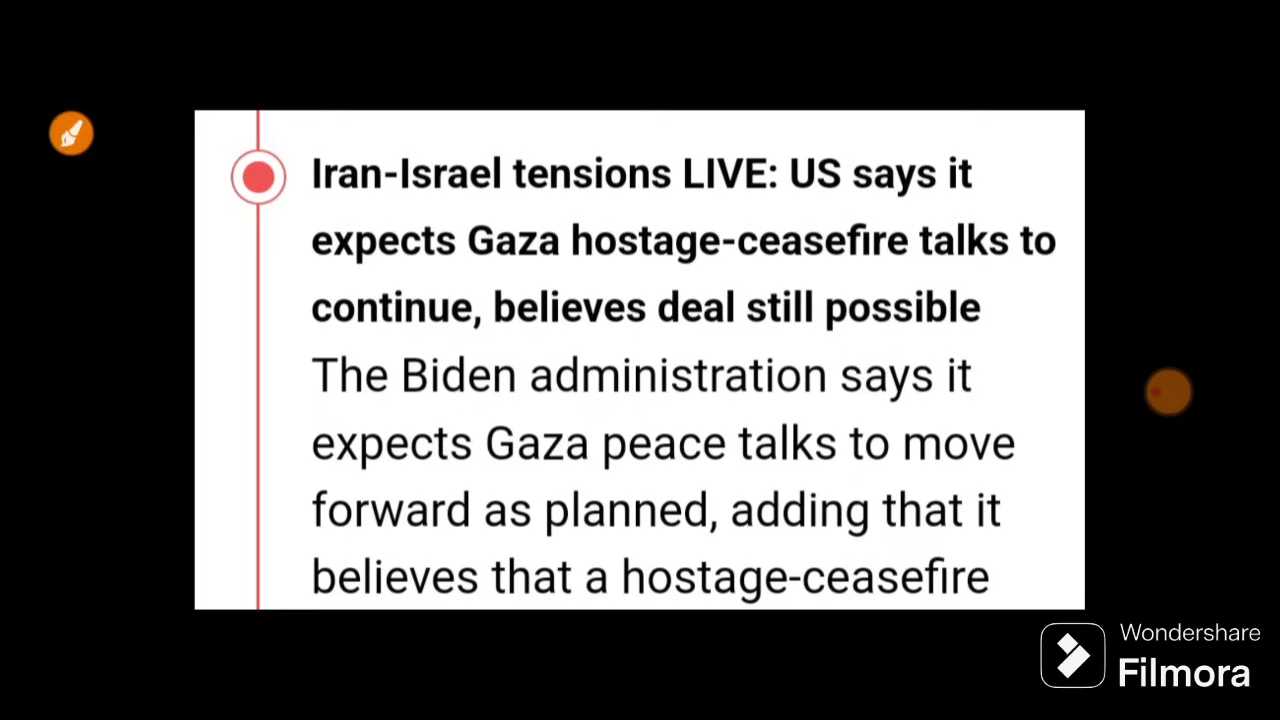 Iran-Israel tensions LIVE: US says it
expects Gaza hostage-ceasefire talks to
continue, believes deal still possible
The Biden administration says it
expects Gaza peace talks to move
forward as planned, adding that it
believes that a hostage-ceasefire
Wondershare
Filmora